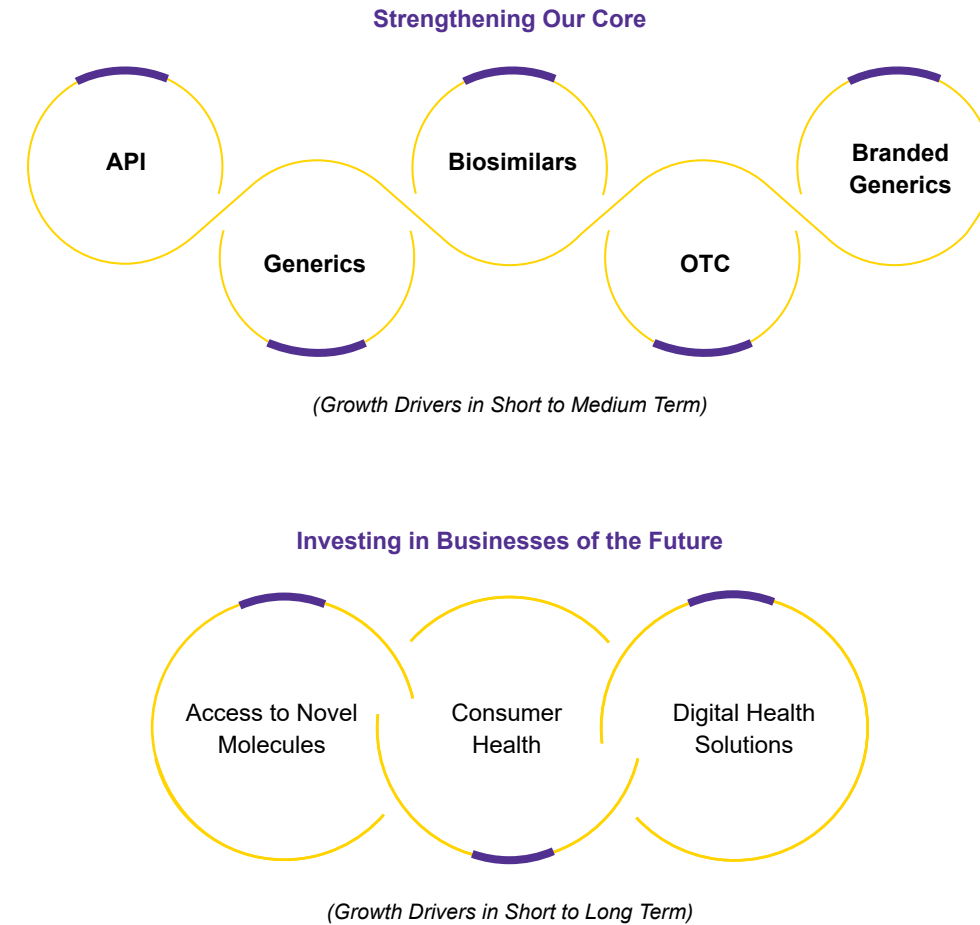 Strengthening Our Core
API
Generics
Biosimilars
OTC
Branded
Generics
(Growth Drivers in Short to Medium Term)
Investing in Businesses of the Future
Access to Novel
Molecules
Consumer
Health
Digital Health
Solutions
(Growth Drivers in Short to Long Term)